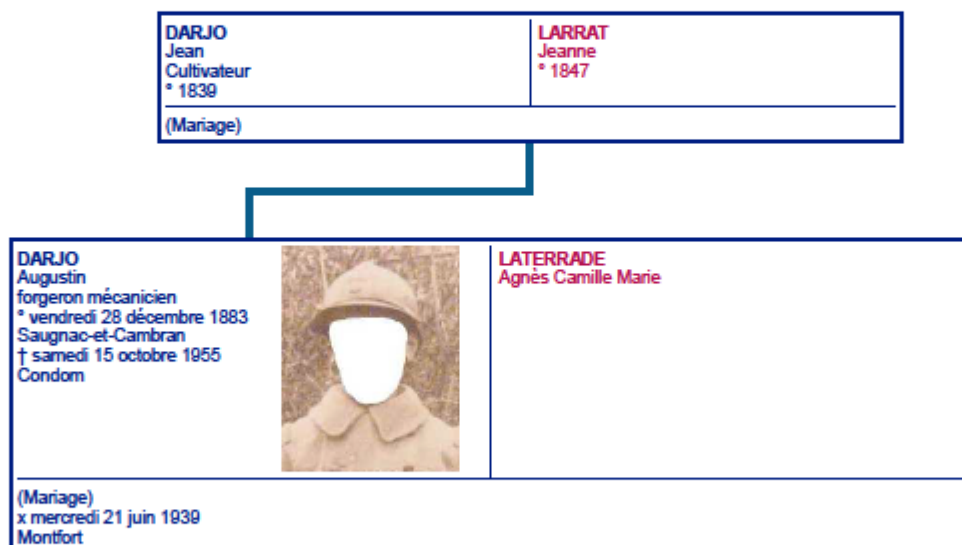 DARJO
Jean
Cultivateur
° 1839
LARRAT
Jeanne
° 1847
(Mariage)
DARJO
Augustin
forgeron mécanicien
° vendredi 28 décembre 1883
Saugnac-et-Cambran
† samedi 15 octobre 1955
Condom
LATERRADE
Agnès Camille Marie
(Mariage)
x mercredi 21 juin 1939
Montfort